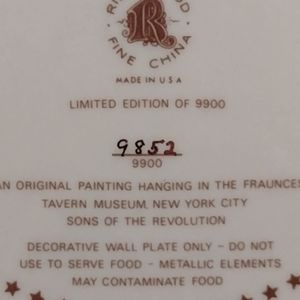 R
FINE CHINA
MADE IN USA
LIMITED EDITION OF 9900
9852
9900
AN ORIGINAL PAINTING HANGING IN THE FRAUNCES
TAVERN MUSEUM, NEW YORK CITY
SONS OF THE REVOLUTION
DECORATIVE WALL PLATE ONLY - DO NOT
USE TO SERVE FOOD - METALLIC ELEMENTS
MAY CONTAMINATE FOOD